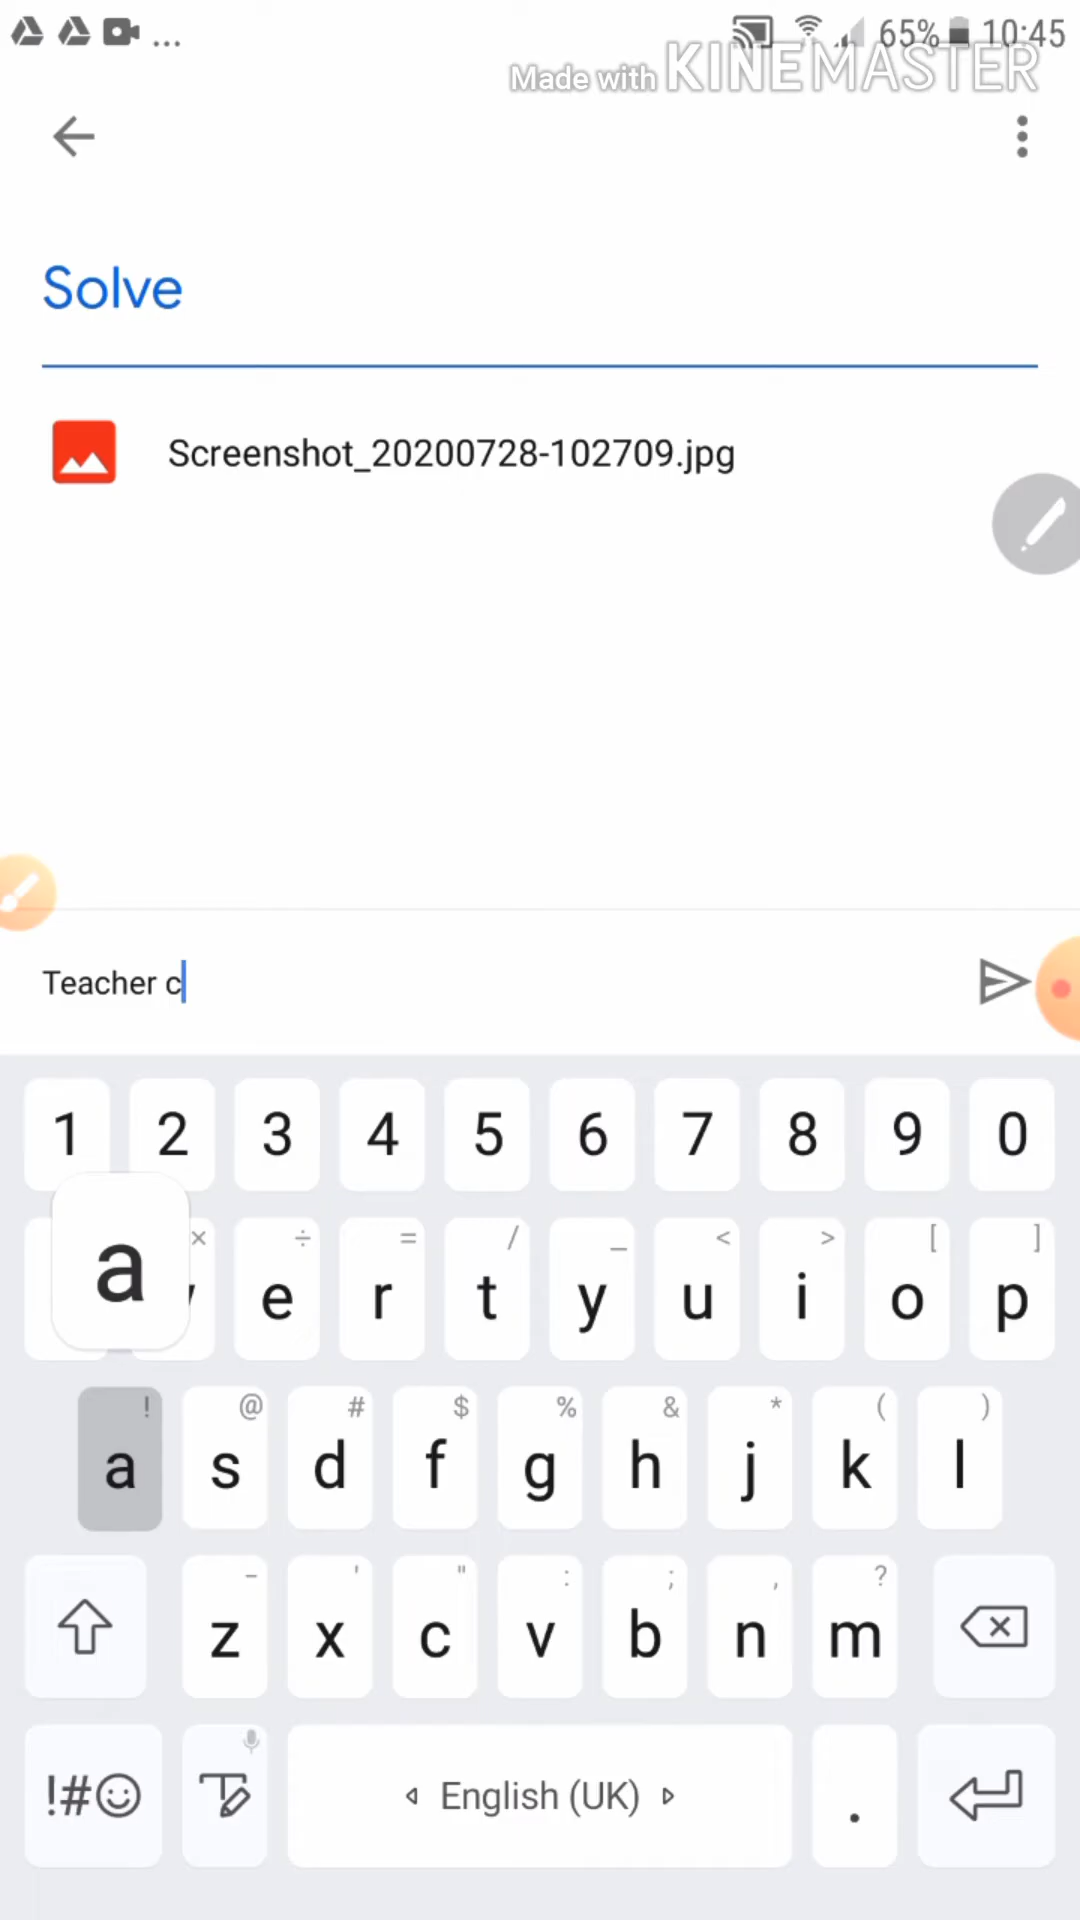 ... 65% 10:45
Made with KINEMASTER
Solve
Screenshot_20200728-102709.jpg
Teacher c
1 2 3 4 5 6 7 8 9 0
a
× ÷ = / _ < > [ ]
e r t y u i o p
! @ # $ % & * ( )
a s d f g h j k l
- ' " : ; , ?
z x c v b n m
!#☺ English (UK) .